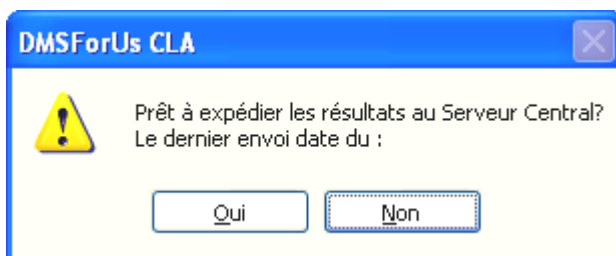 DMSForUs CLA
Prêt à expédier les résultats au Serveur Central?
Le dernier envoi date du :
Oui
Non